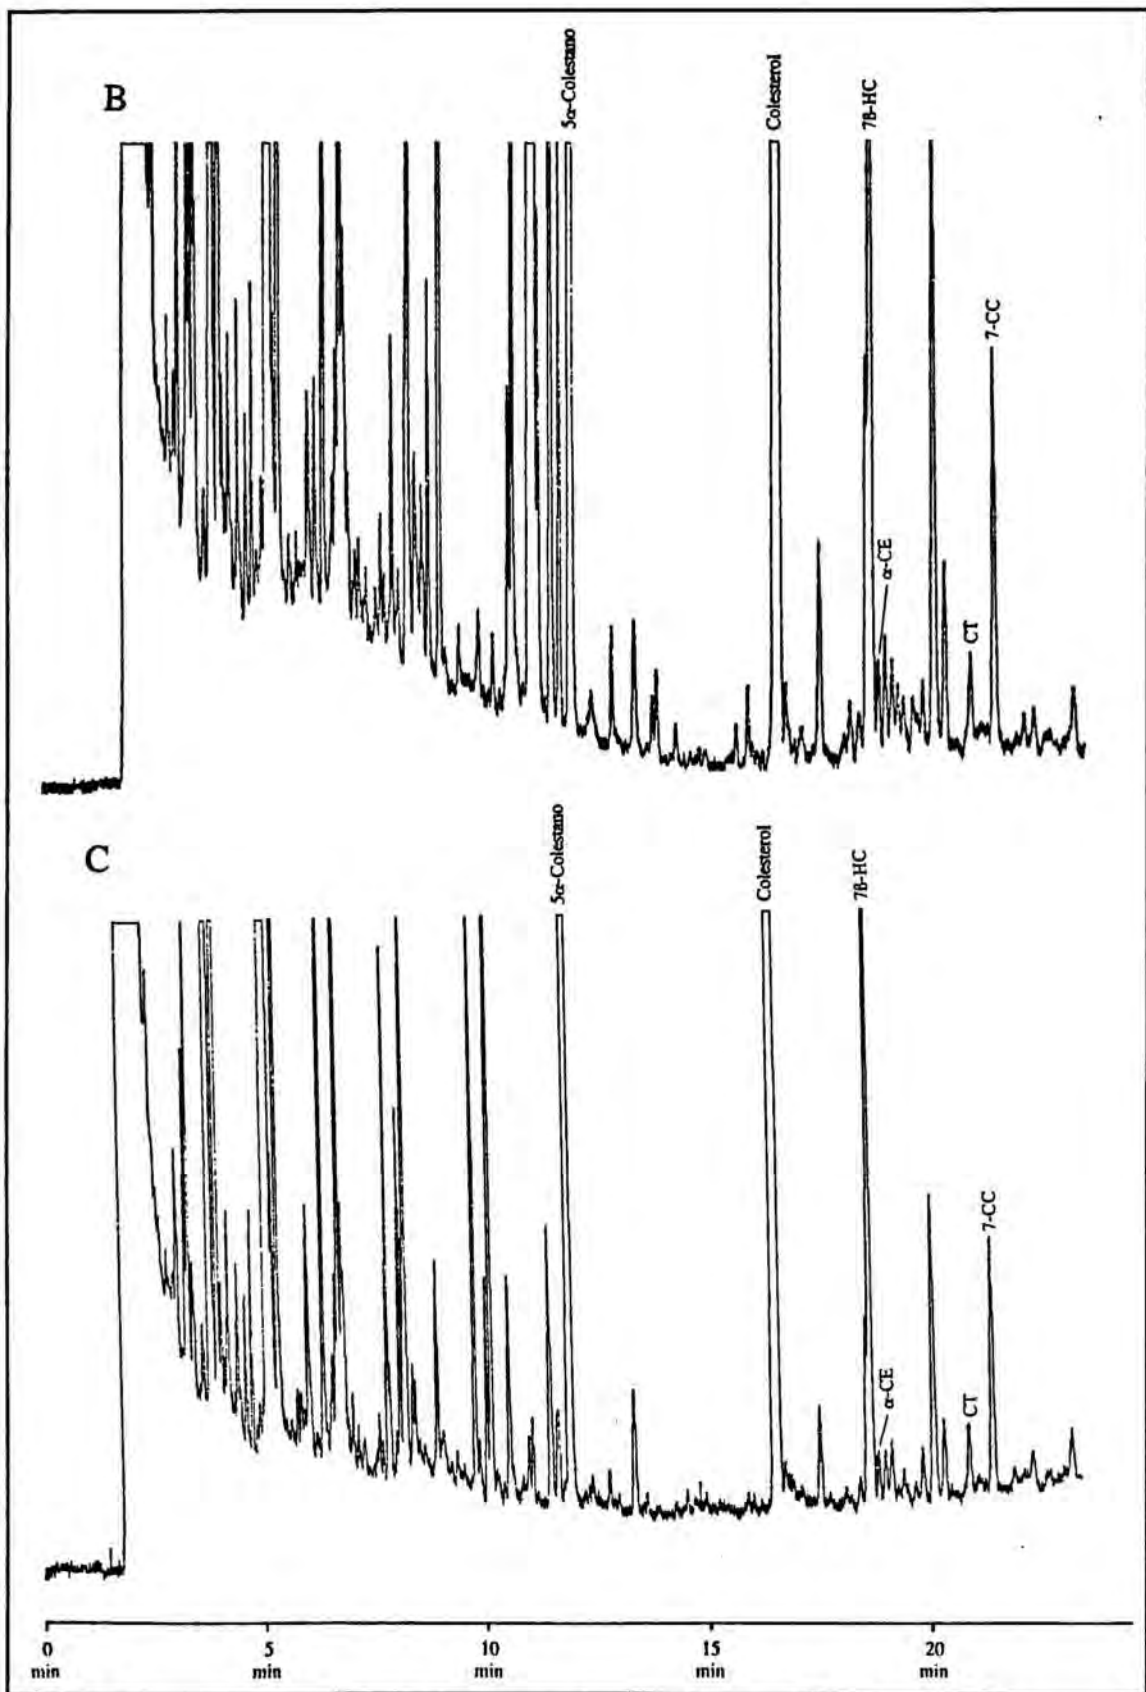 B
5α-Colestano
Colesterol
7ß-HC
α-CE
CT
7-CC
C
5α-Colestano
Colesterol
7ß-HC
α-CE
CT
7-CC
0 5 10 15 20
min min min min min